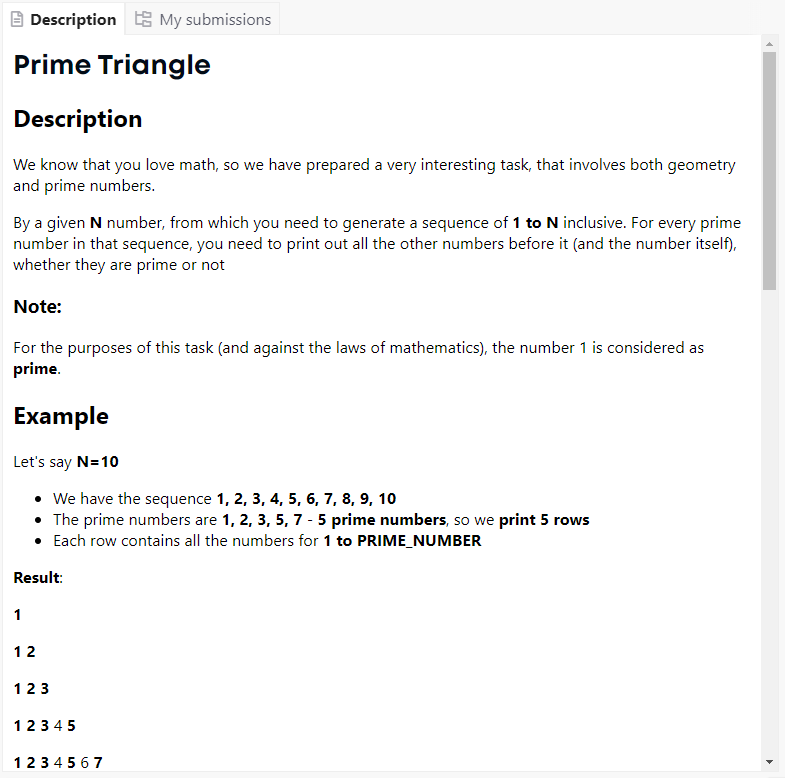 Description
My submissions
Prime Triangle
Description
We know that you love math, so we have prepared a very interesting task, that involves both geometry
and prime numbers.
By a given N number, from which you need to generate a sequence of 1 to N inclusive. For every prime
number in that sequence, you need to print out all the other numbers before it (and the number itself),
whether they are prime or not
Note:
For the purposes of this task (and against the laws of mathematics), the number 1 is considered as
prime.
Example
Let's say N=10
• We have the sequence 1, 2, 3, 4, 5, 6, 7, 8, 9, 10
• The prime numbers are 1, 2, 3, 5, 7 - 5 prime numbers, so we print 5 rows
• Each row contains all the numbers for 1 to PRIME_NUMBER
Result:
1
1 2
1 2 3
1 2 3 4 5
1 2 3 4 5 6 7